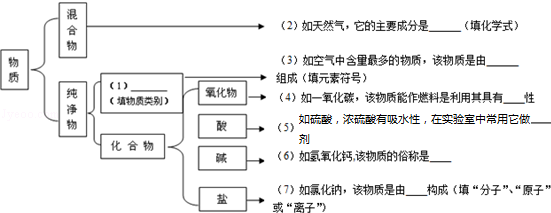 物质
混合物
纯净物
(1)______
(填物质类别)
化合物
氧化物
酸
碱
盐
(2)如天然气，它的主要成分是______(填化学式)
(3)如空气中含量最多的物质，该物质是由______
组成(填元素符号)
(4)如一氧化碳，该物质能作燃料是利用其具有____性
(5)如硫酸，浓硫酸有吸水性，在实验室中常用它做____
剂
(6)如氢氧化钙,该物质的俗称是____
(7)如氯化钠，该物质是由____构成(填“分子”、“原子”
或“离子”)